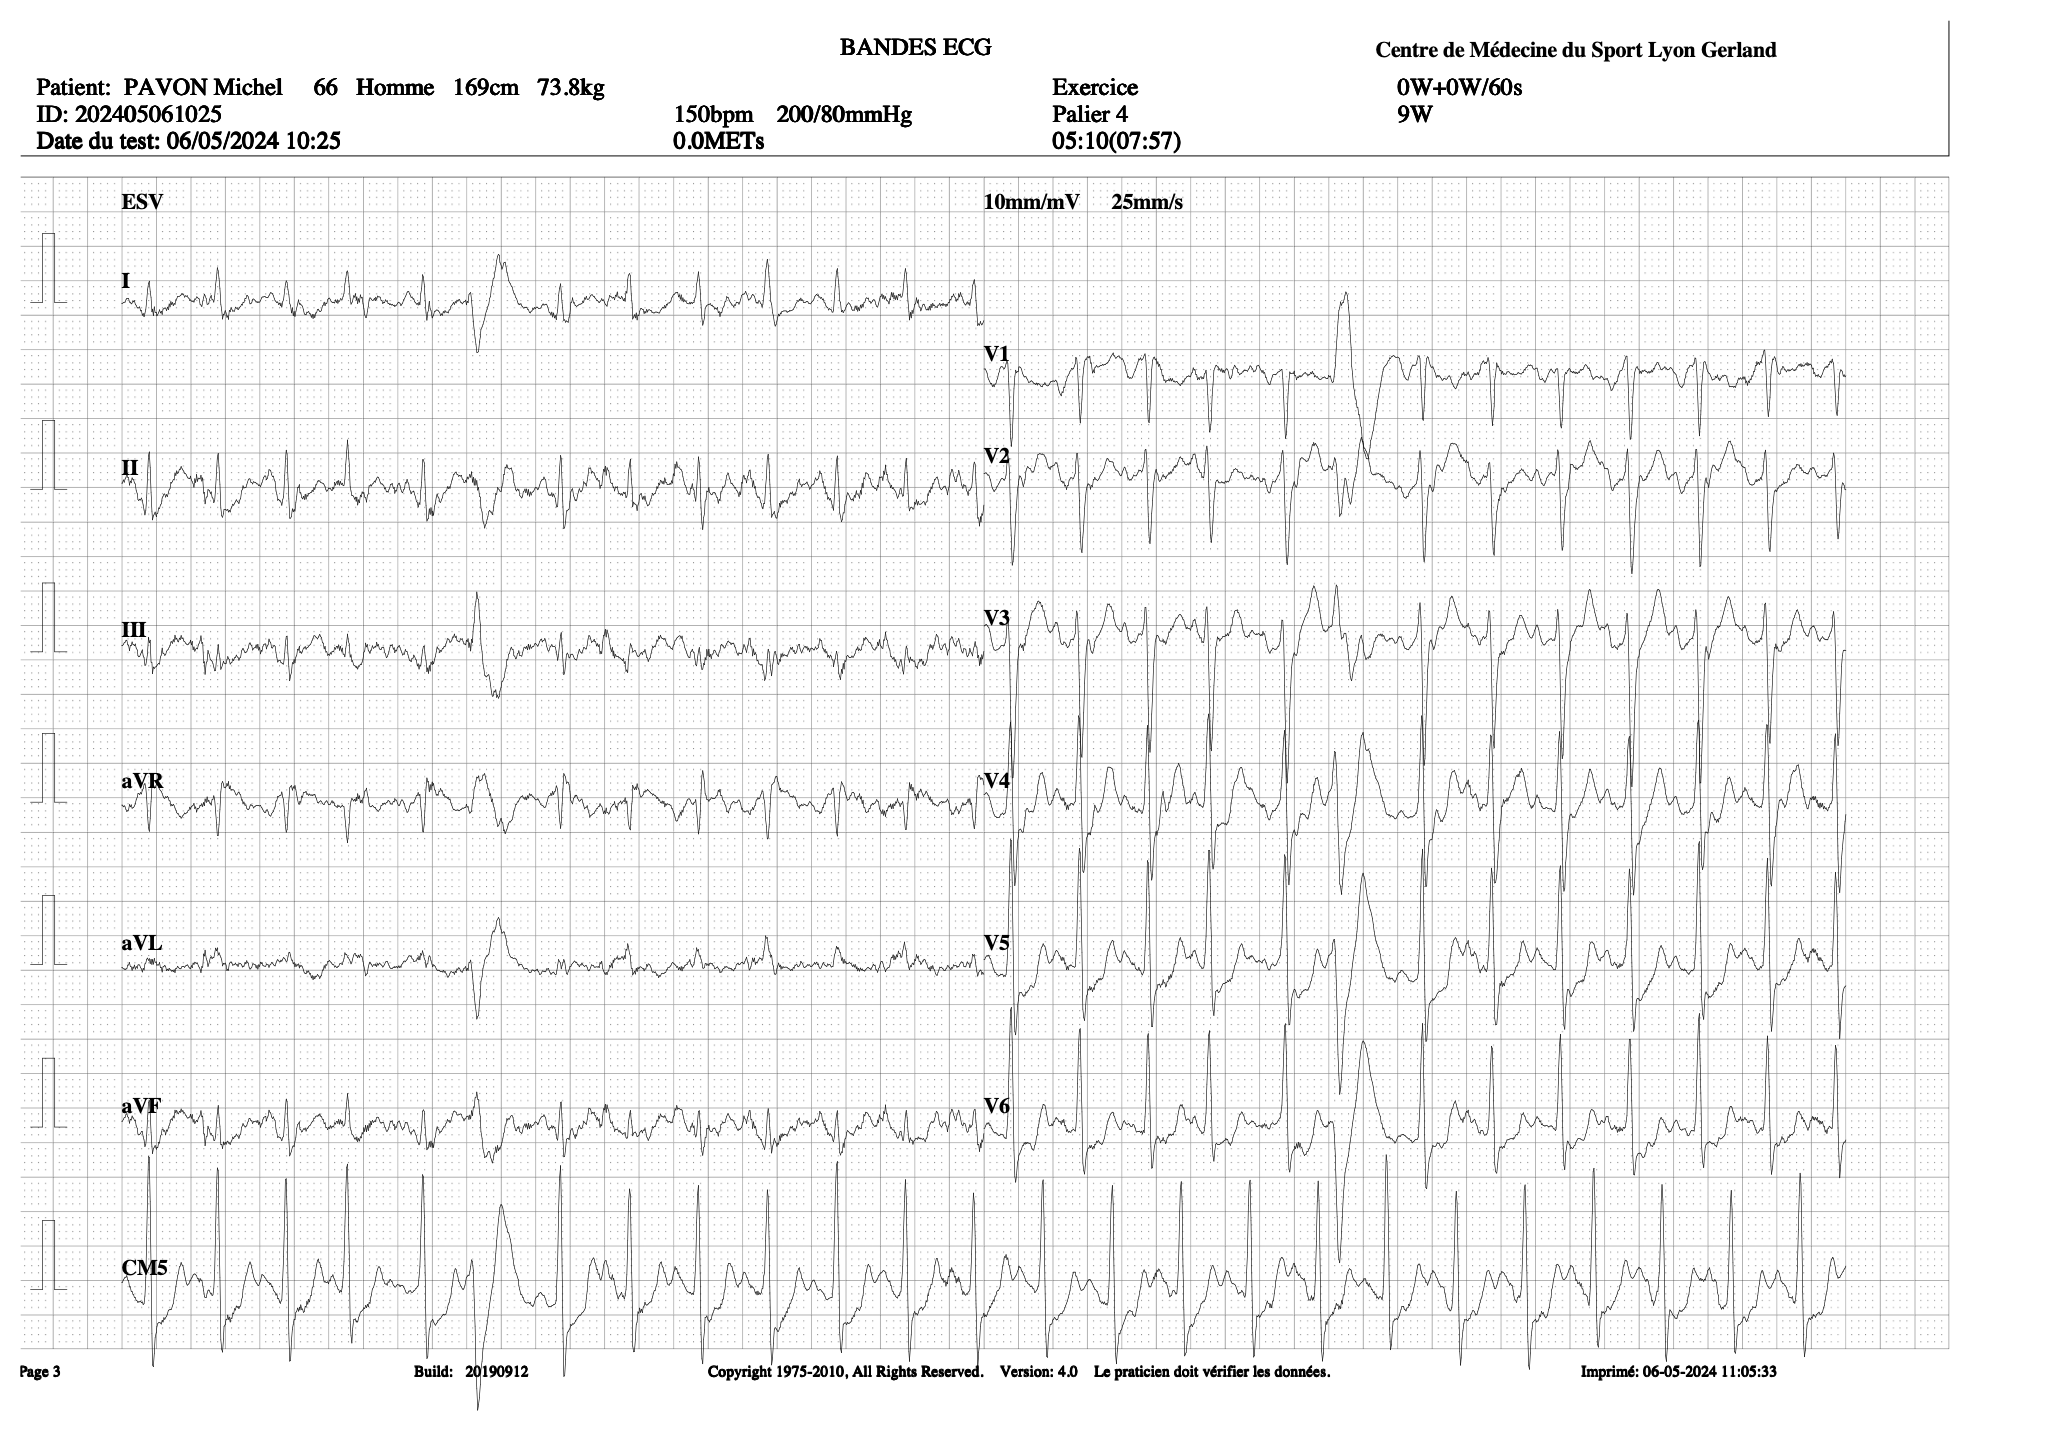 BANDES ECG
Centre de Médecine du Sport Lyon Gerland
Patient: PAVON Michel 66 Homme 169cm 73.8kg Exercice 0W+0W/60s
ID: 202405061025 150bpm 200/80mmHg Palier 4 9W
Date du test: 06/05/2024 10:25 0.0METs 05:10(07:57)
ESV 10mm/mV 25mm/s
I
V1
II
V2
III
V3
aVR
V4
aVL
V5
aVF
V6
CM5
Page 3 Build: 20190912 Copyright 1975-2010, All Rights Reserved. Version: 4.0 Le praticien doit vérifier les données. Imprimé: 06-05-2024 11:05:33